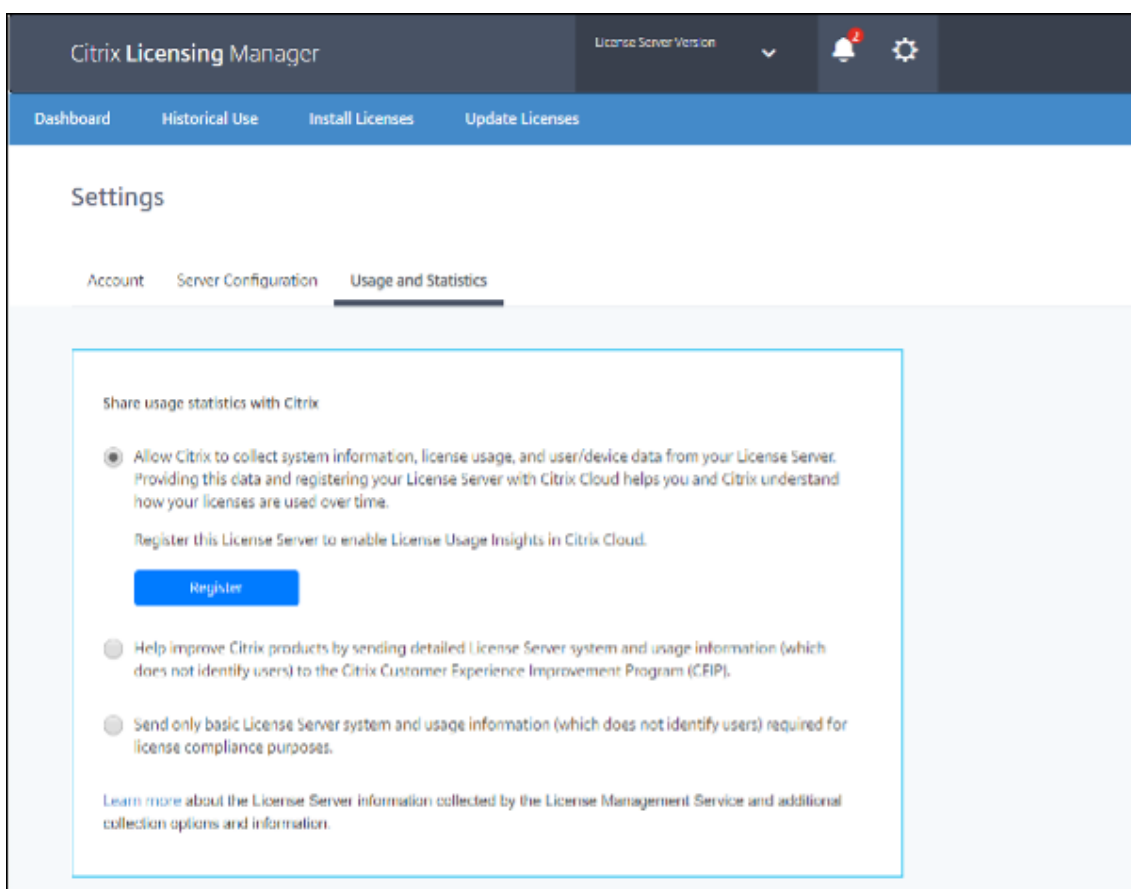 Citrix Licensing Manager
License Server Version
2
Dashboard Historical Use Install Licenses Update Licenses
Settings
Account Server Configuration Usage and Statistics
Share usage statistics with Citrix
Allow Citrix to collect system information, license usage, and user/device data from your License Server.
Providing this data and registering your License Server with Citrix Cloud helps you and Citrix understand
how your licenses are used over time.
Register this License Server to enable License Usage Insights in Citrix Cloud.
Register
Help improve Citrix products by sending detailed License Server system and usage information (which
does not identify users) to the Citrix Customer Experience Improvement Program (CEIP).
Send only basic License Server system and usage information (which does not identify users) required for
license compliance purposes.
Learn more about the License Server information collected by the License Management Service and additional
collection options and information.